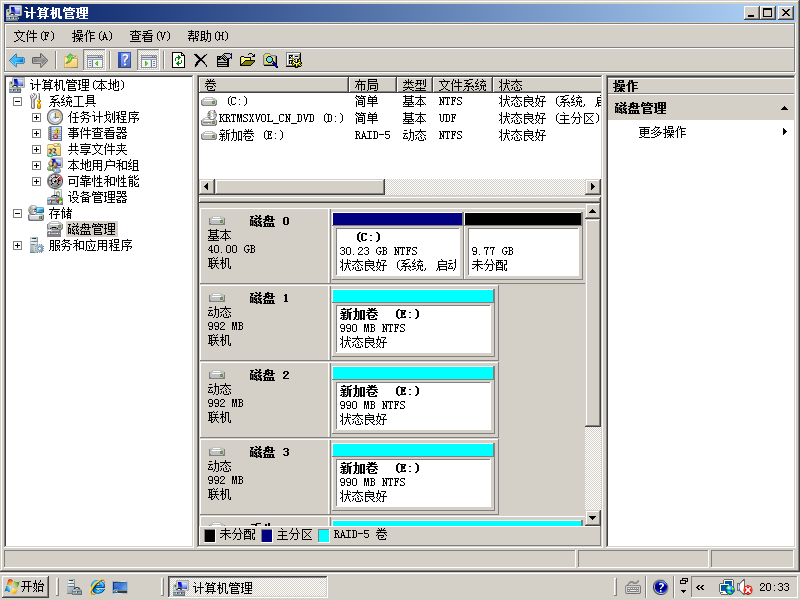 计算机管理
文件(F) 操作(A) 查看(V) 帮助(H)
计算机管理(本地)
系统工具
任务计划程序
事件查看器
共享文件夹
本地用户和组
可靠性和性能
设备管理器
存储
磁盘管理
服务和应用程序
卷 布局 类型 文件系统 状态
(C:) 简单 基本 NTFS 状态良好 (系统,
KRTMSXVOL_CN_DVD (D:) 简单 基本 UDF 状态良好 (主分区)
新加卷 (E:) RAID-5 动态 NTFS 状态良好
磁盘 0
基本
40.00 GB
联机
(C:)
30.23 GB NTFS
状态良好 (系统, 启动
9.77 GB
未分配
磁盘 1
动态
992 MB
联机
新加卷 (E:)
990 MB NTFS
状态良好
磁盘 2
动态
992 MB
联机
新加卷 (E:)
990 MB NTFS
状态良好
磁盘 3
动态
992 MB
联机
新加卷 (E:)
990 MB NTFS
状态良好
未分配 主分区 RAID-5 卷
操作
磁盘管理
更多操作
开始 计算机管理 « 20:33